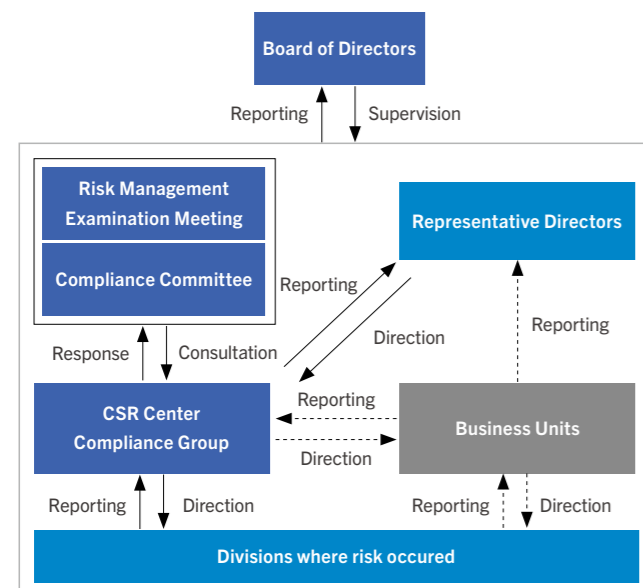 Board of Directors
Reporting
Supervision
Risk Management
Examination Meeting
Compliance Committee
Representative Directors
Reporting
Direction
Reporting
Response
Consultation
CSR Center
Compliance Group
Reporting
Direction
Business Units
Reporting
Direction
Reporting
Direction
Divisions where risk occured